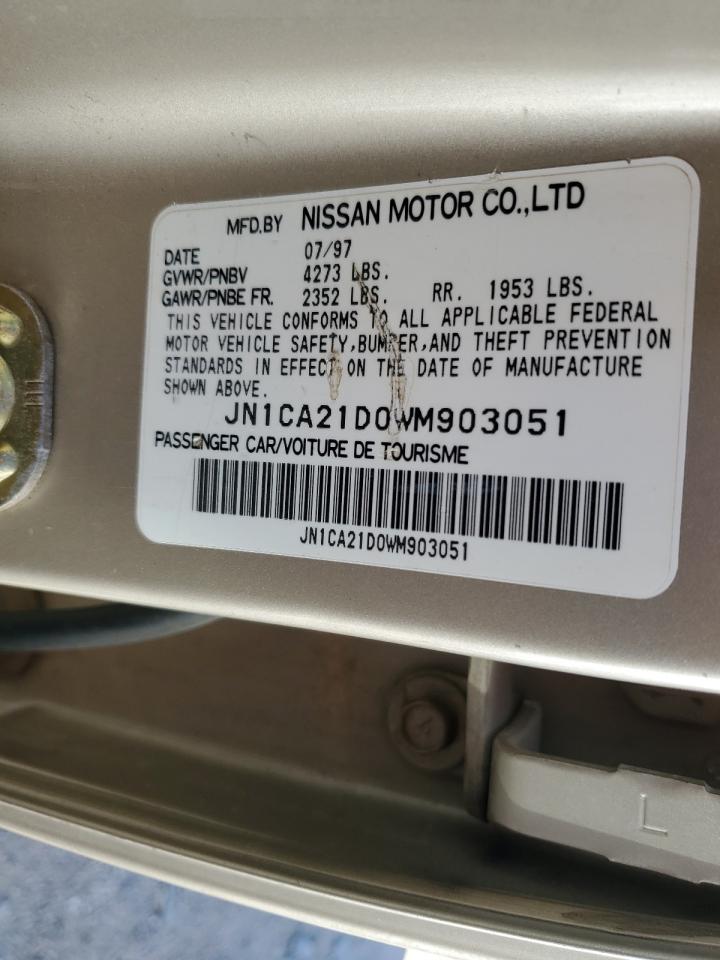 MFD.BY NISSAN MOTOR CO.,LTD
DATE 07/97
GVWR/PNBV 4273 LBS.
GAWR/PNBE FR. 2352 LBS. RR. 1953 LBS.
THIS VEHICLE CONFORMS TO ALL APPLICABLE FEDERAL
MOTOR VEHICLE SAFETY,BUMPER,AND THEFT PREVENTION
STANDARDS IN EFFECT ON THE DATE OF MANUFACTURE
SHOWN ABOVE.
JN1CA21D0WM903051
PASSENGER CAR/VOITURE DE TOURISME
JN1CA21D0WM903051
L